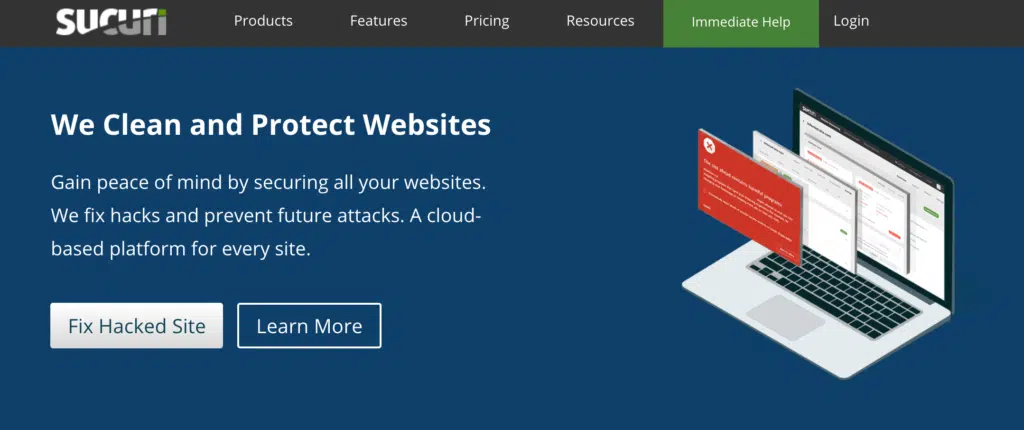 sucuri
Products
Features
Pricing
Resources
Immediate Help
Login
We Clean and Protect Websites
Gain peace of mind by securing all your websites.
We fix hacks and prevent future attacks. A cloud-
based platform for every site.
Fix Hacked Site
Learn More